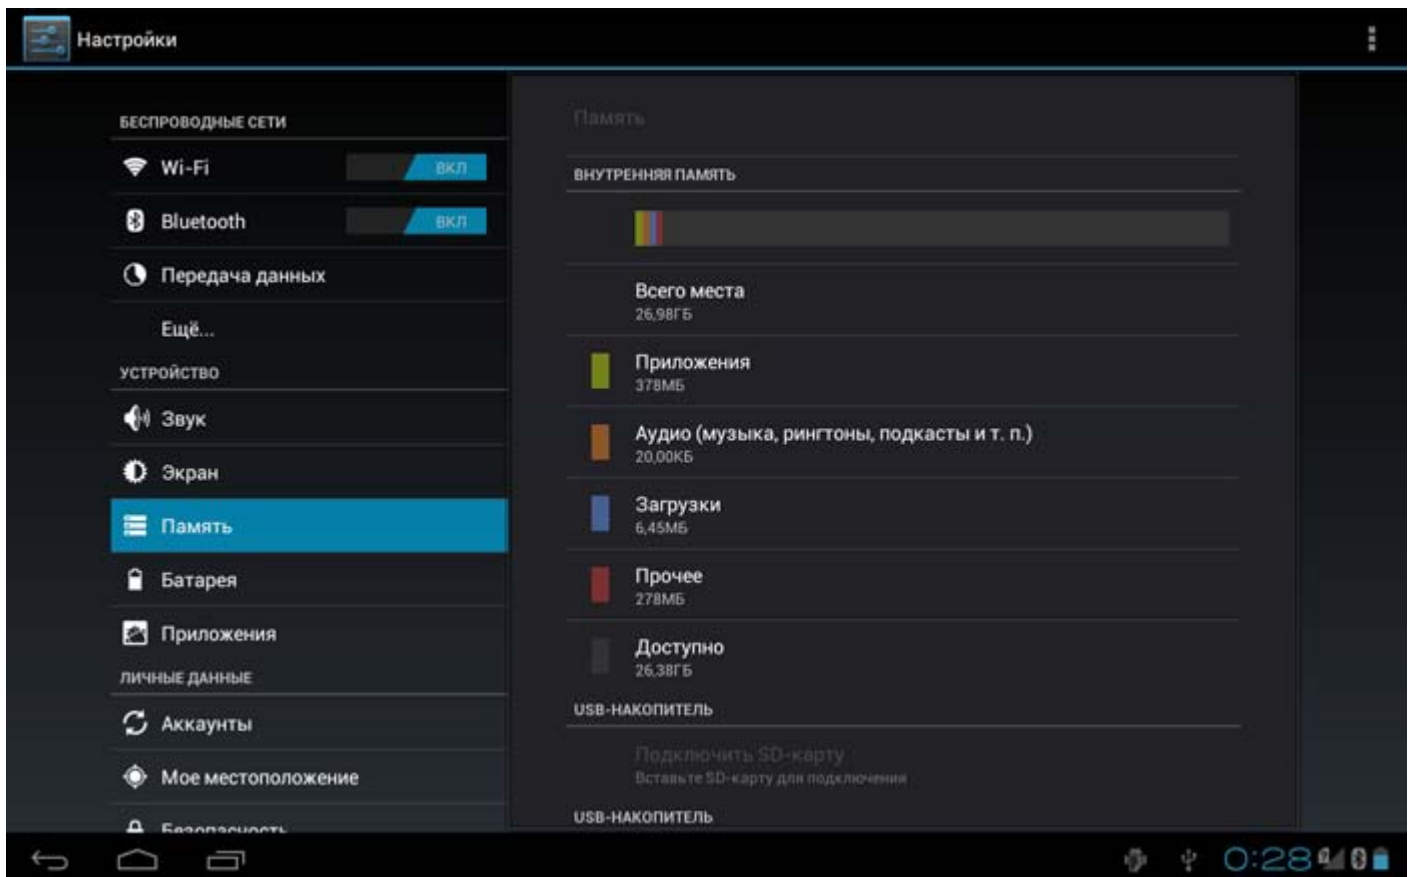 Настройки
БЕСПРОВОДНЫЕ СЕТИ
Wi-Fi
ВКЛ
Bluetooth
ВКЛ
Передача данных
Ещё...
УСТРОЙСТВО
Звук
Экран
Память
Батарея
Приложения
ЛИЧНЫЕ ДАННЫЕ
Аккаунты
Мое местоположение
Безопасность
Память
ВНУТРЕННЯЯ ПАМЯТЬ
Всего места
26,98ГБ
Приложения
378МБ
Аудио (музыка, рингтоны, подкасты и т. п.)
20,00КБ
Загрузки
6,45МБ
Прочее
278МБ
Доступно
26,38ГБ
USB-НАКОПИТЕЛЬ
Подключить SD-карту
Вставьте SD-карту для подключения
USB-НАКОПИТЕЛЬ
0:28